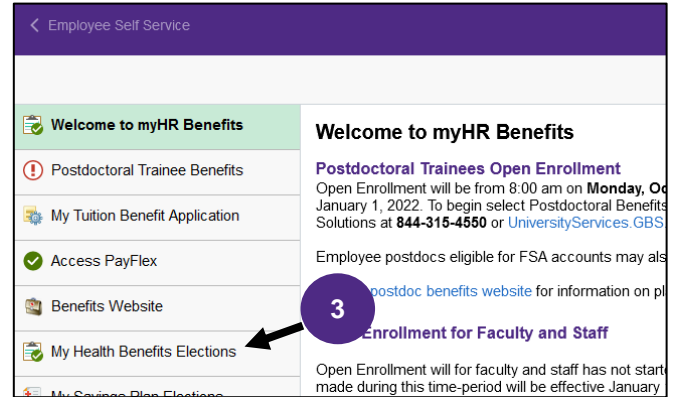 Employee Self Service
Welcome to myHR Benefits
Postdoctoral Trainee Benefits
My Tuition Benefit Application
Access PayFlex
Benefits Website
My Health Benefits Elections
My Savings Plan Elections
Welcome to myHR Benefits
Postdoctoral Trainees Open Enrollment
Open Enrollment will be from 8:00 am on Monday, Oc
January 1, 2022. To begin select Postdoctoral Benefits
Solutions at 844-315-4550 or UniversityServices.GBS.
Employee postdocs eligible for FSA accounts may als
postdoc benefits website for information on pl
Enrollment for Faculty and Staff
Open Enrollment will for faculty and staff has not starte
made during this time-period will be effective January
3